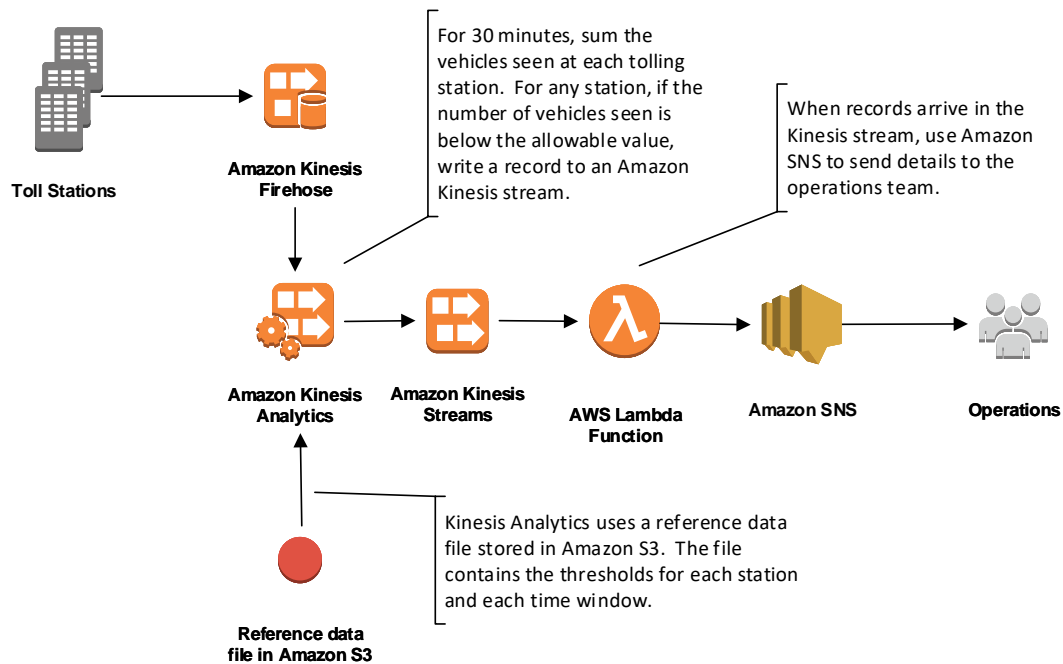 For 30 minutes, sum the
vehicles seen at each tolling
station.  For any station, if the
number of vehicles seen is
below the allowable value,
write a record to an Amazon
Kinesis stream.
When records arrive in the
Kinesis stream, use Amazon
SNS to send details to the
operations team.
Toll Stations
Amazon Kinesis
Firehose
Amazon Kinesis
Analytics
Amazon Kinesis
Streams
AWS Lambda
Function
Amazon SNS
Operations
Kinesis Analytics uses a reference data
file stored in Amazon S3.  The file
contains the thresholds for each station
and each time window.
Reference data
file in Amazon S3